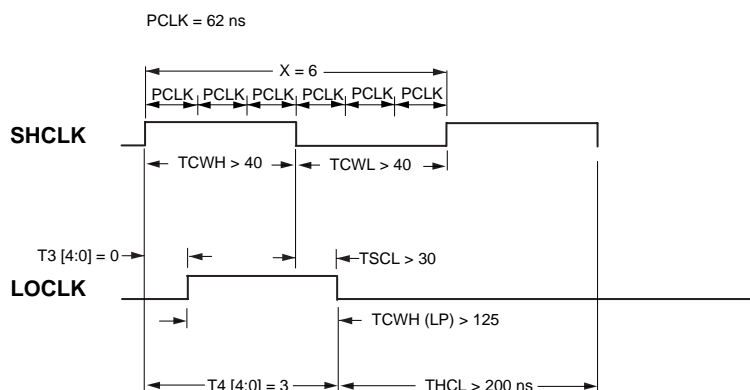 PCLK = 62 ns
X = 6
PCLK PCLK PCLK PCLK PCLK PCLK
SHCLK
TCWH > 40 TCWL > 40
T3 [4:0] = 0 TSCL > 30
LOCLK
TCWH (LP) > 125
T4 [4:0] = 3 THCL > 200 ns